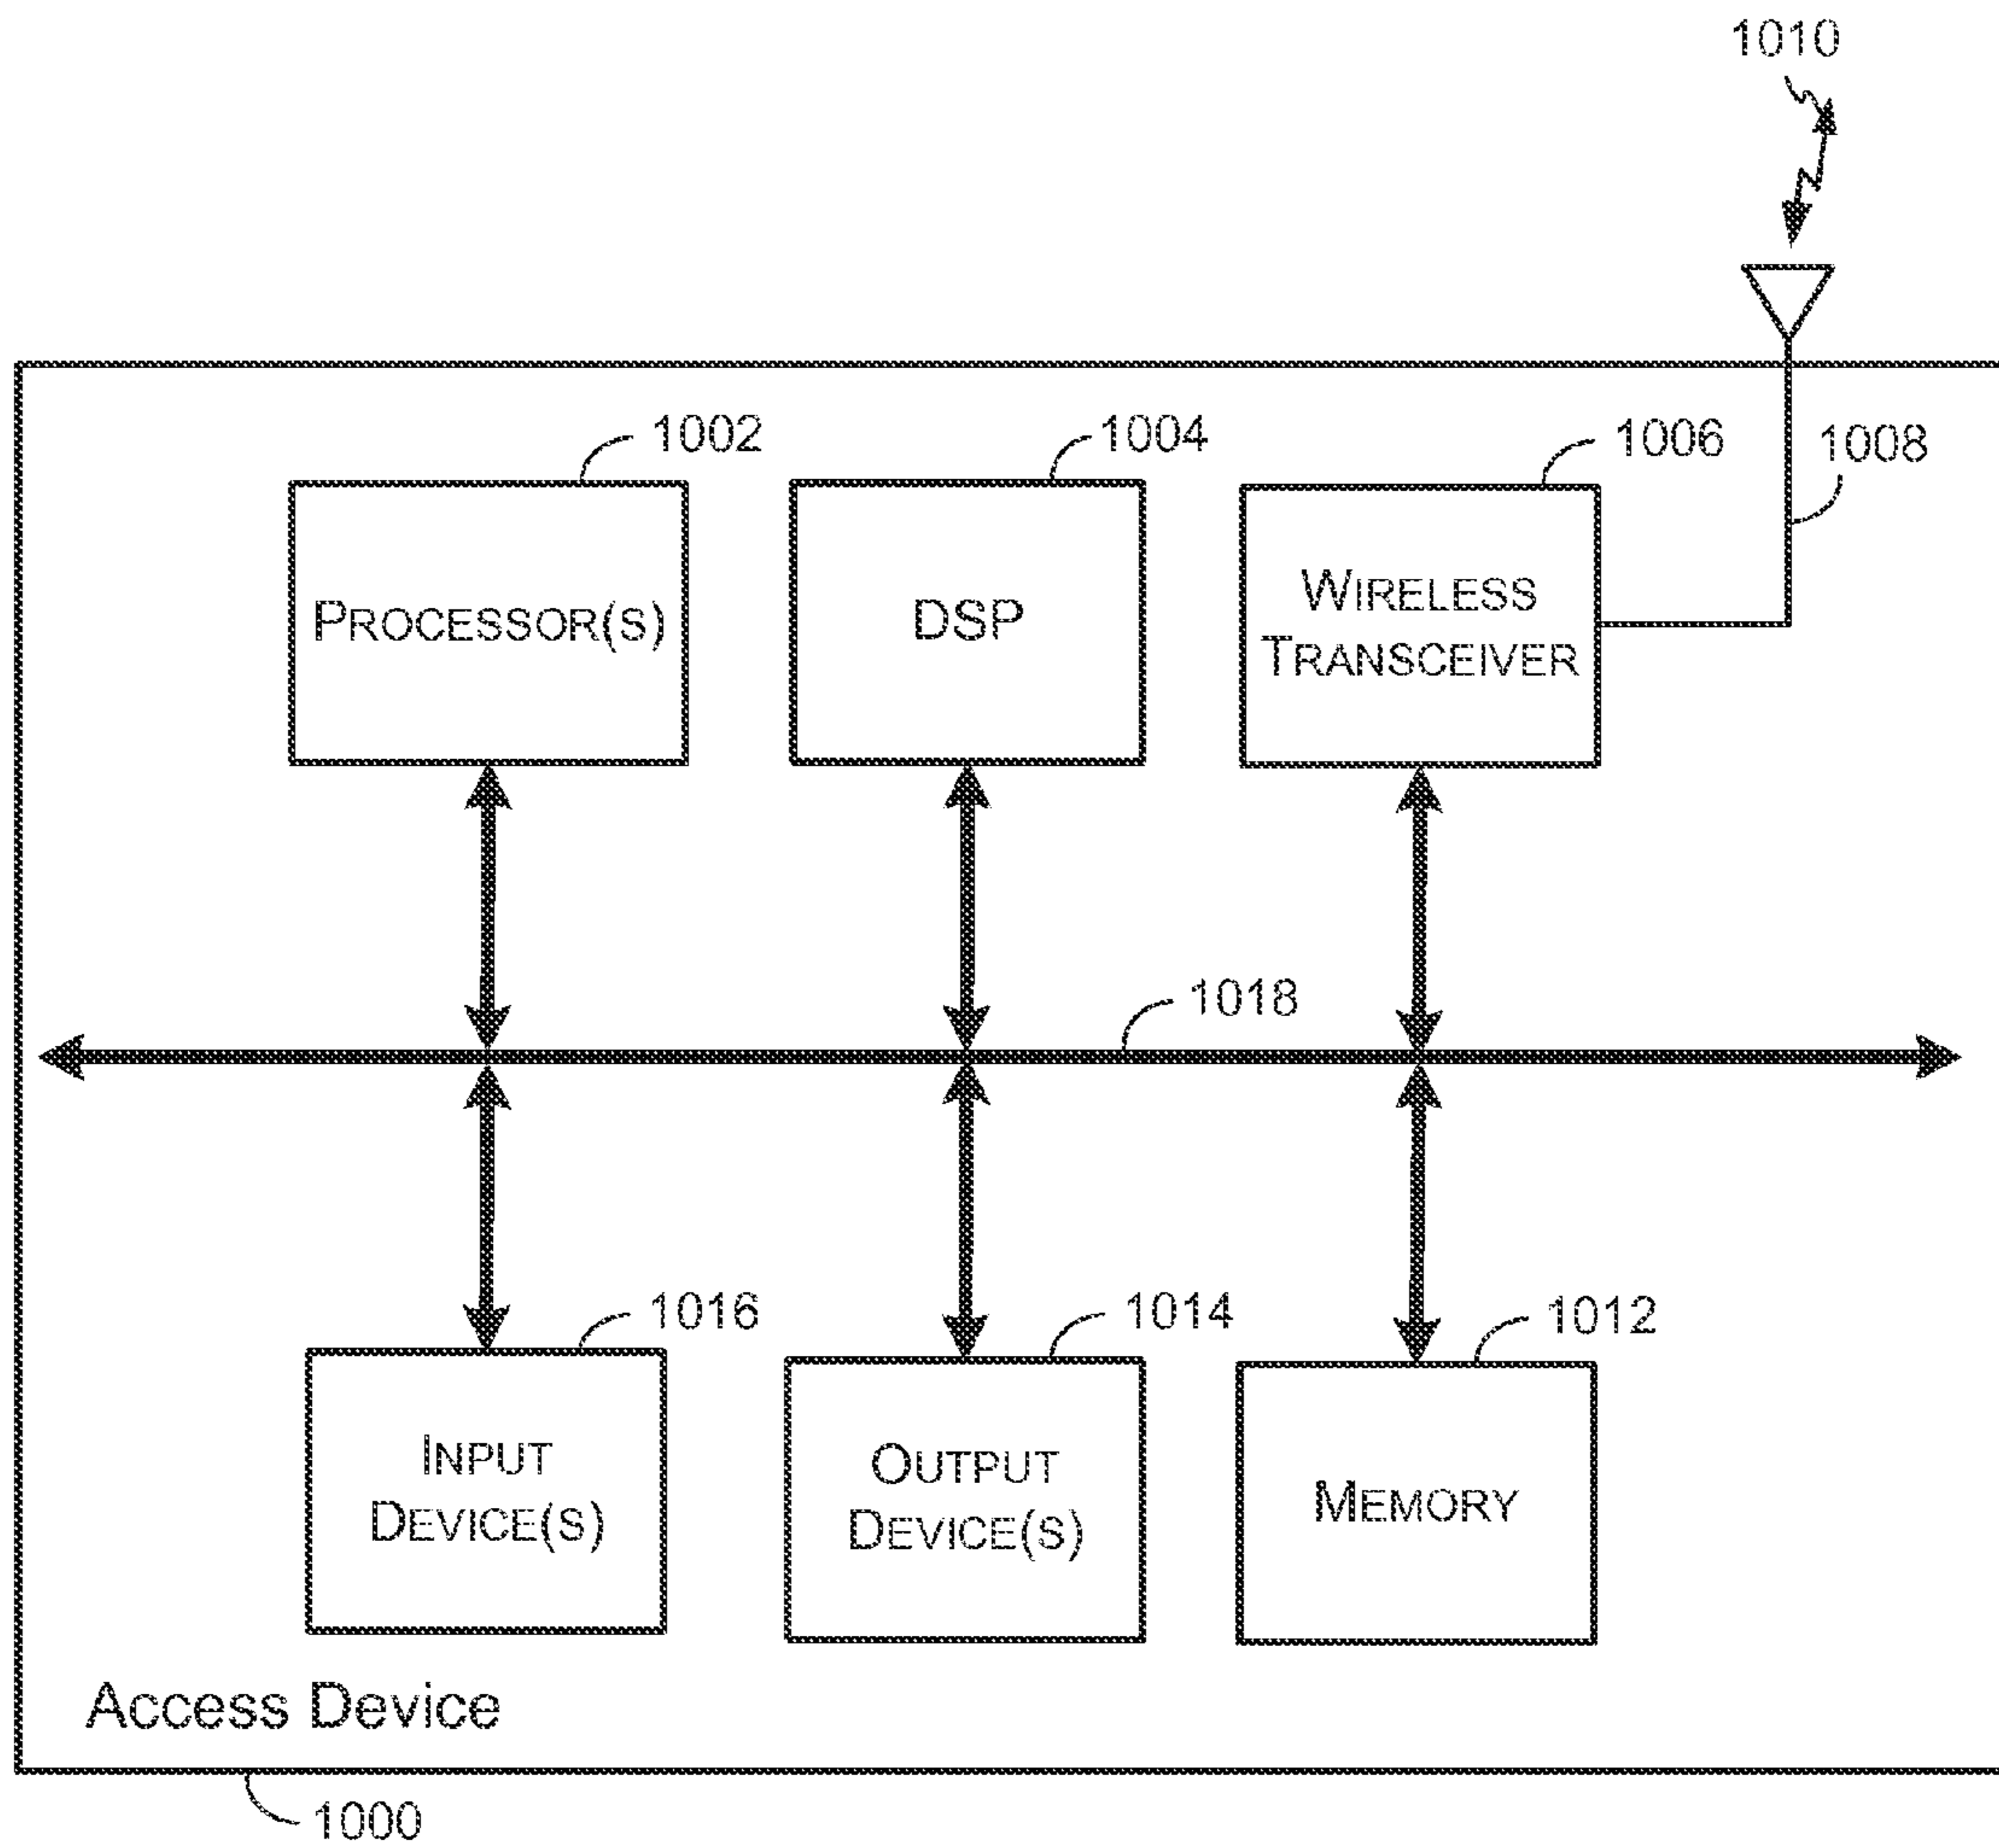 1010
1002
1004
1006
1008
PROCESSOR(S)
DSP
WIRELESS
TRANSCEIVER
1018
1016
1014
1012
INPUT
DEVICE(S)
OUTPUT
DEVICE(S)
MEMORY
Access Device
1000